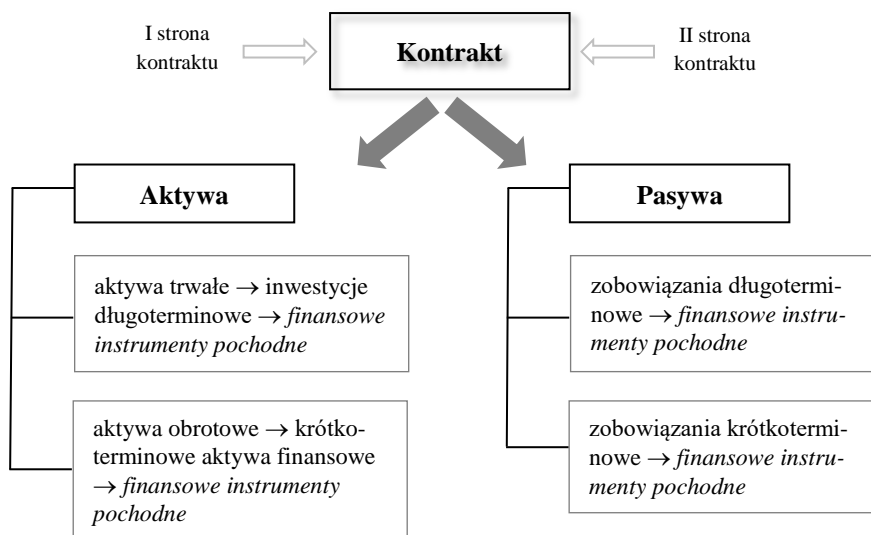 I strona
kontraktu
Kontrakt
II strona
kontraktu
Aktywa
aktywa trwałe → inwestycje
długoterminowe → finansowe
instrumenty pochodne
aktywa obrotowe → krótko-
terminowe aktywa finansowe
→ finansowe instrumenty
pochodne
Pasywa
zobowiązania długotermi-
nowe → finansowe instru-
menty pochodne
zobowiązania krótkotermi-
nowe → finansowe instru-
menty pochodne